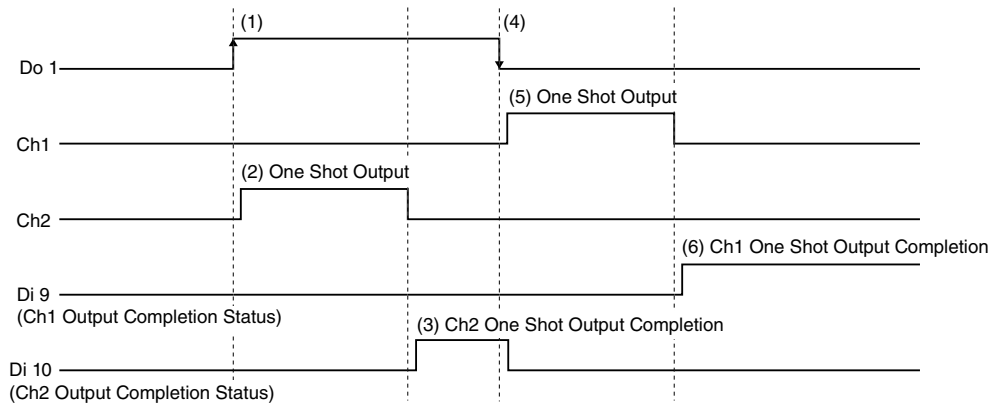 (1)
(4)
Do 1
(5) One Shot Output
Ch1
(2) One Shot Output
Ch2
(6) Ch1 One Shot Output Completion
Di 9
(Ch1 Output Completion Status)
(3) Ch2 One Shot Output Completion
Di 10
(Ch2 Output Completion Status)